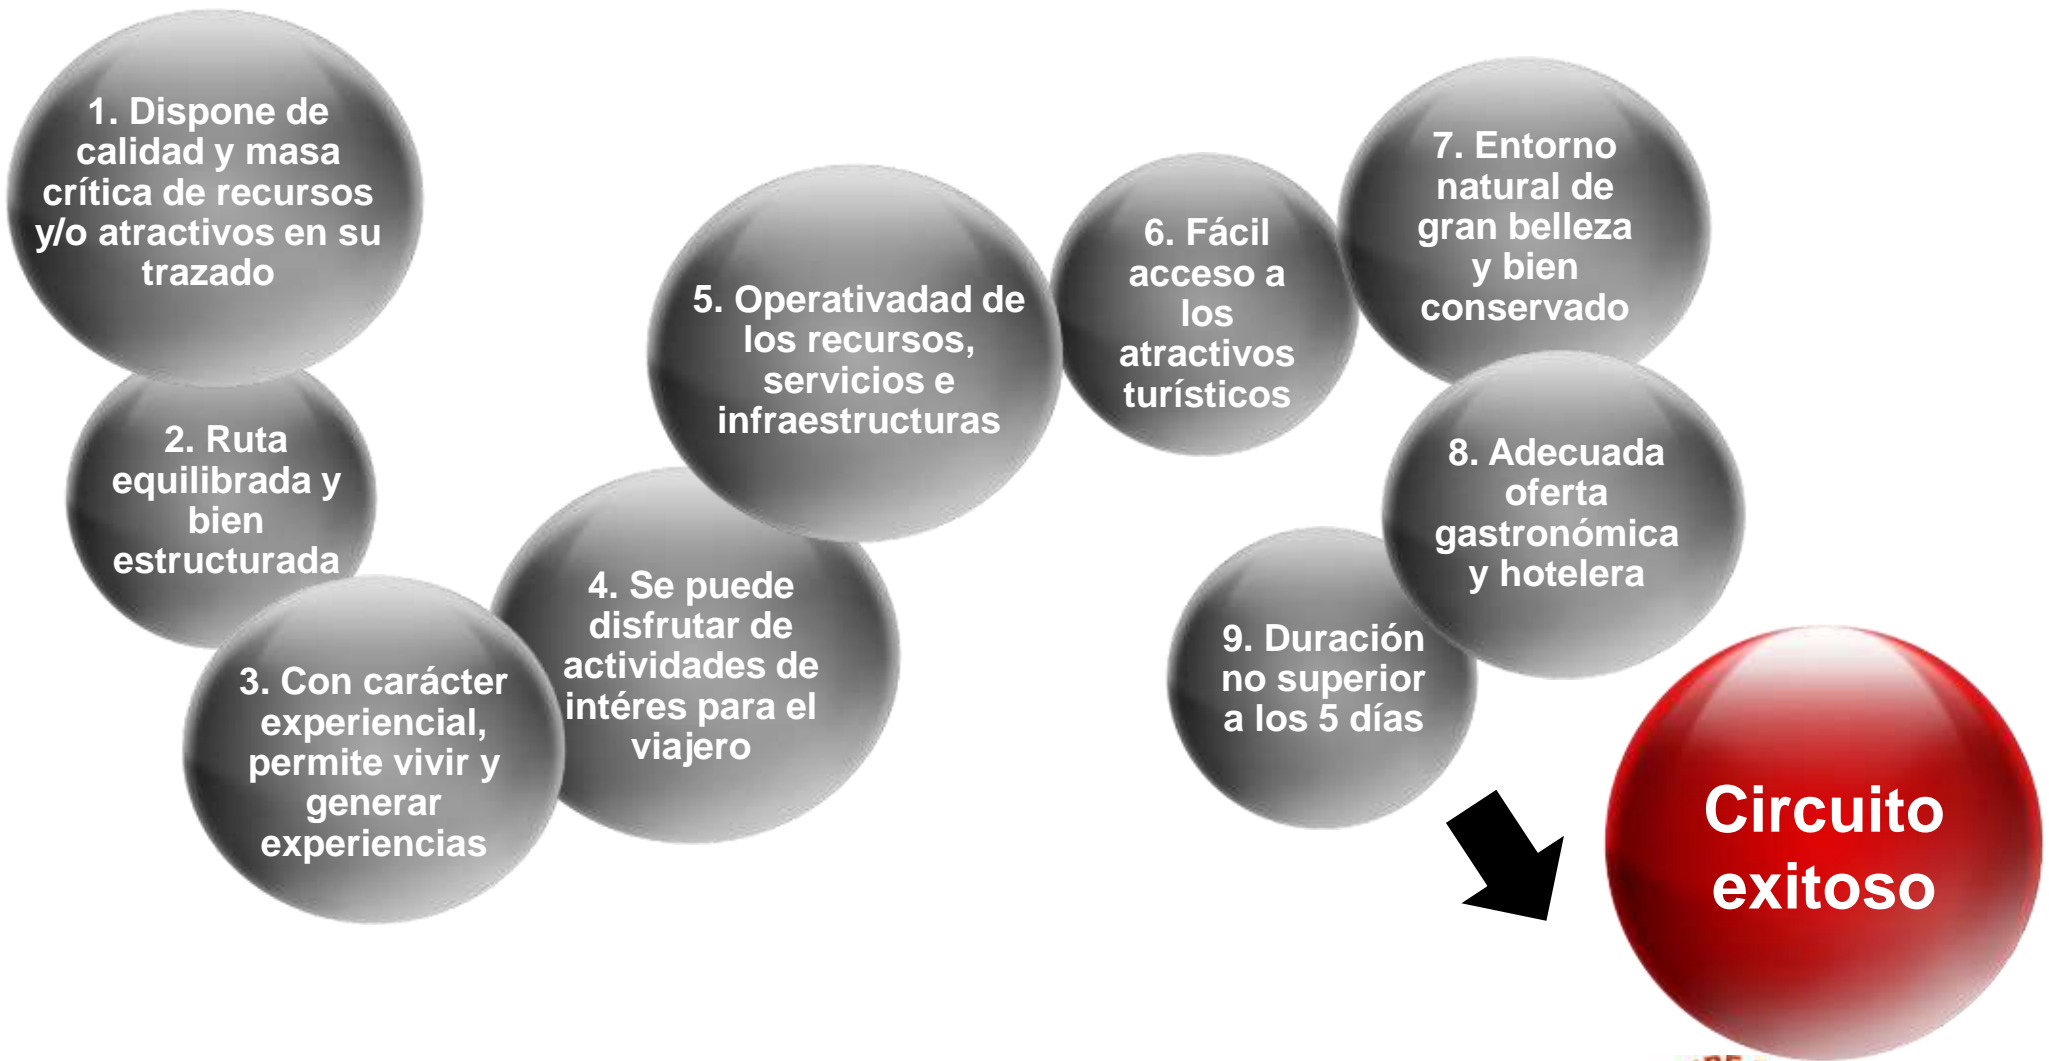 1. Dispone de
calidad y masa
crítica de recursos
y/o atractivos en su
trazado
2. Ruta
equilibrada y
bien
estructurada
3. Con carácter
experiencial,
permite vivir y
generar
experiencias
4. Se puede
disfrutar de
actividades de
intéres para el
viajero
5. Operativadad de
los recursos,
servicios e
infraestructuras
6. Fácil
acceso a
los
atractivos
turísticos
7. Entorno
natural de
gran belleza
y bien
conservado
8. Adecuada
oferta
gastronómica
y hotelera
9. Duración
no superior
a los 5 días
Circuito
exitoso